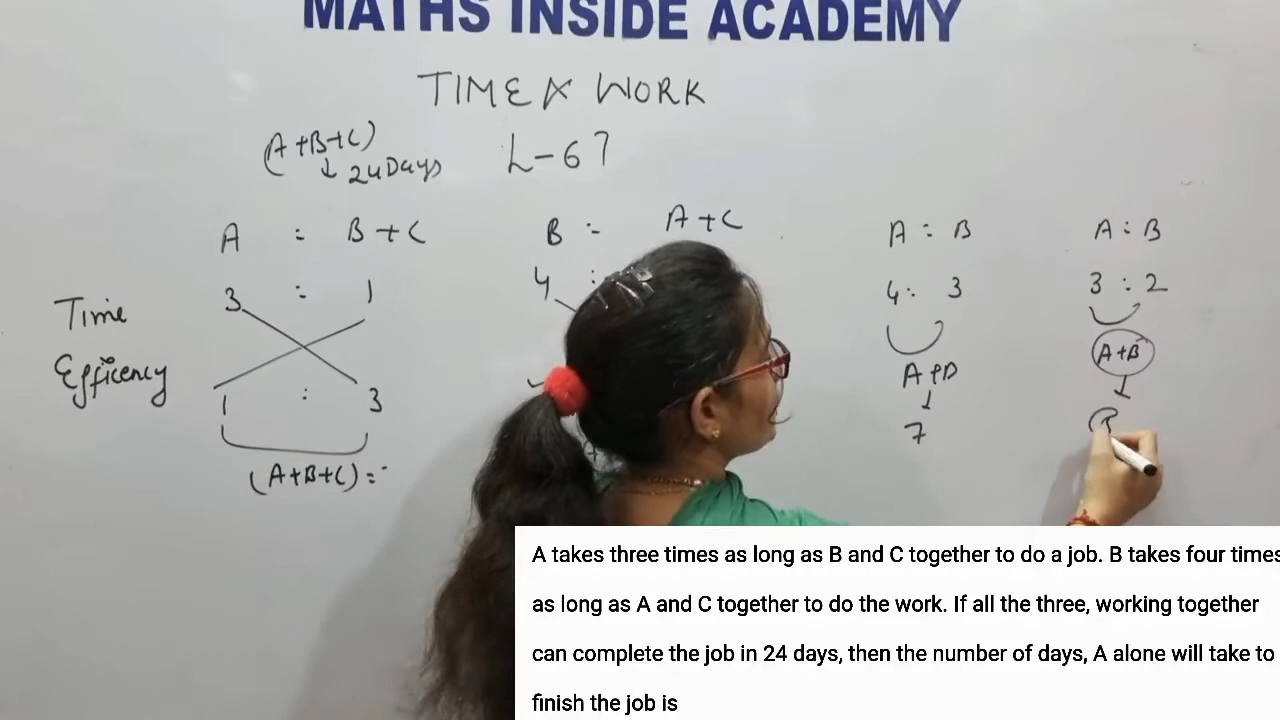 MATHS INSIDE ACADEMY
TIME & WORK
(A+B+C)
↓ 24 Days
L-67
A : B+C
B : A+C
A : B
A : B
3 : 1
4 :
4 : 3
3 : 2
Time
Efficency
1 : 3
A+B
↓
7
A+B
↓
(A+B+C) =
A takes three times as long as B and C together to do a job. B takes four times
as long as A and C together to do the work. If all the three, working together
can complete the job in 24 days, then the number of days, A alone will take to
finish the job is